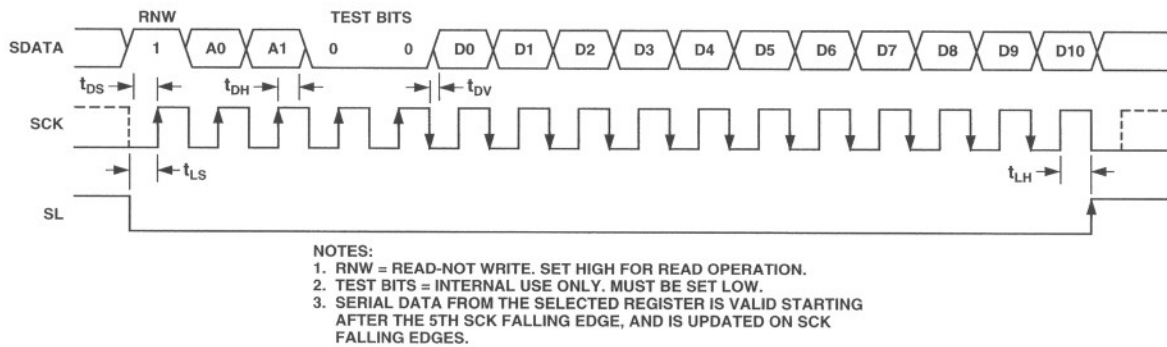 RNW TEST BITS
SDATA 1 A0 A1 0 0 D0 D1 D2 D3 D4 D5 D6 D7 D8 D9 D10
tDS tDH tDV
SCK
tLS tLH
SL
NOTES:
1. RNW = READ-NOT WRITE. SET HIGH FOR READ OPERATION.
2. TEST BITS = INTERNAL USE ONLY. MUST BE SET LOW.
3. SERIAL DATA FROM THE SELECTED REGISTER IS VALID STARTING
AFTER THE 5TH SCK FALLING EDGE, AND IS UPDATED ON SCK
FALLING EDGES.